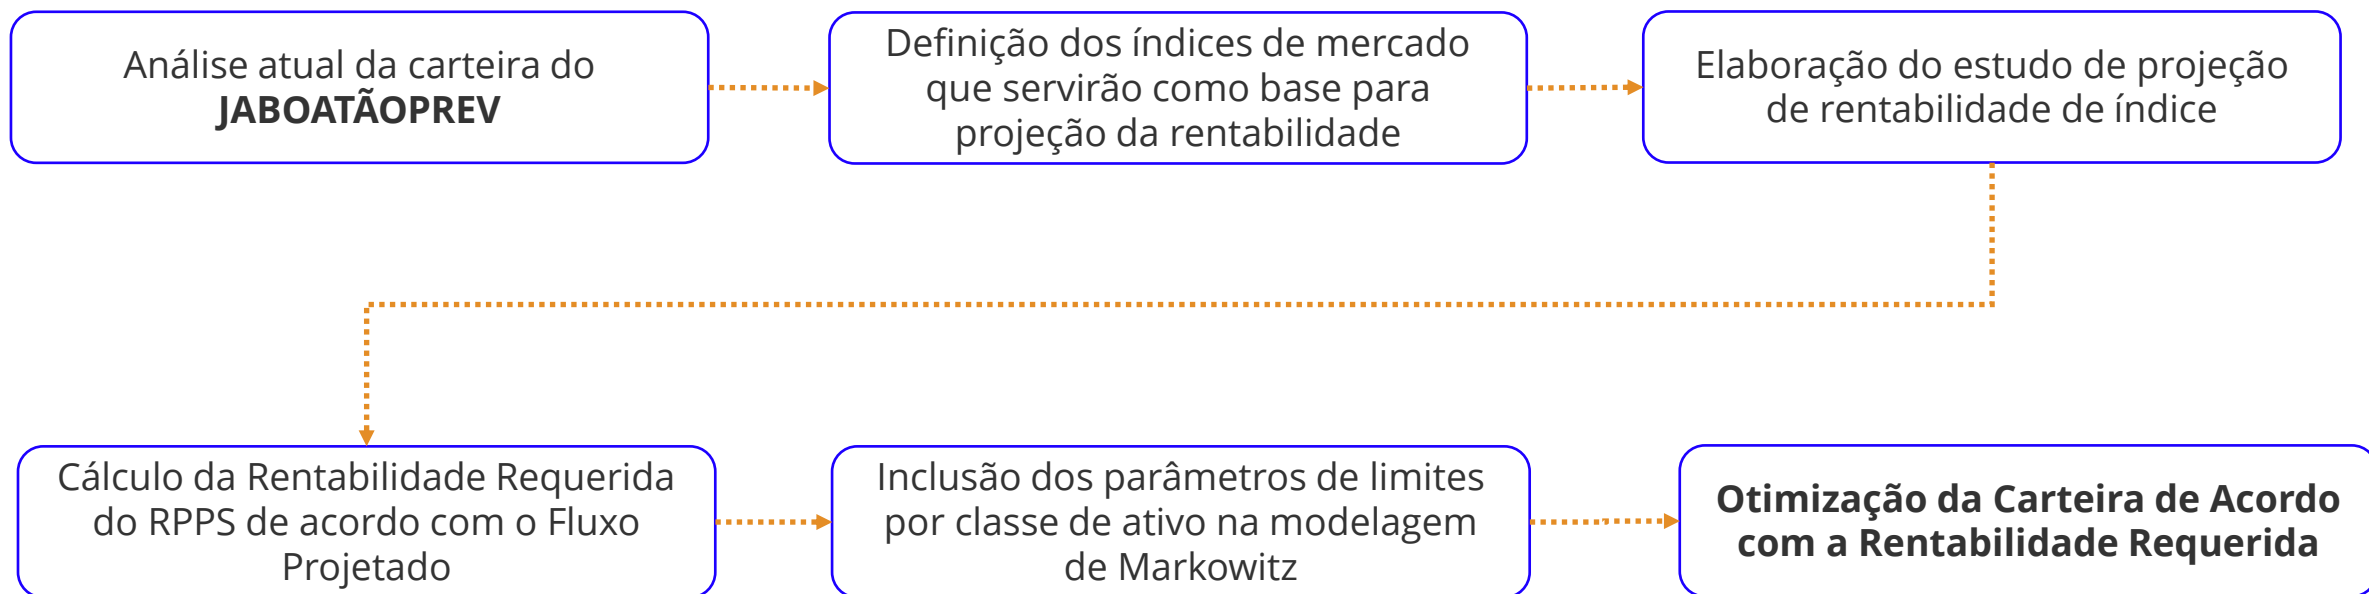 Análise atual da carteira do
JABOATÃOPREV
Definição dos índices de mercado
que servirão como base para
projeção da rentabilidade
Elaboração do estudo de projeção
de rentabilidade de índice
Cálculo da Rentabilidade Requerida
do RPPS de acordo com o Fluxo
Projetado
Inclusão dos parâmetros de limites
por classe de ativo na modelagem
de Markowitz
Otimização da Carteira de Acordo
com a Rentabilidade Requerida